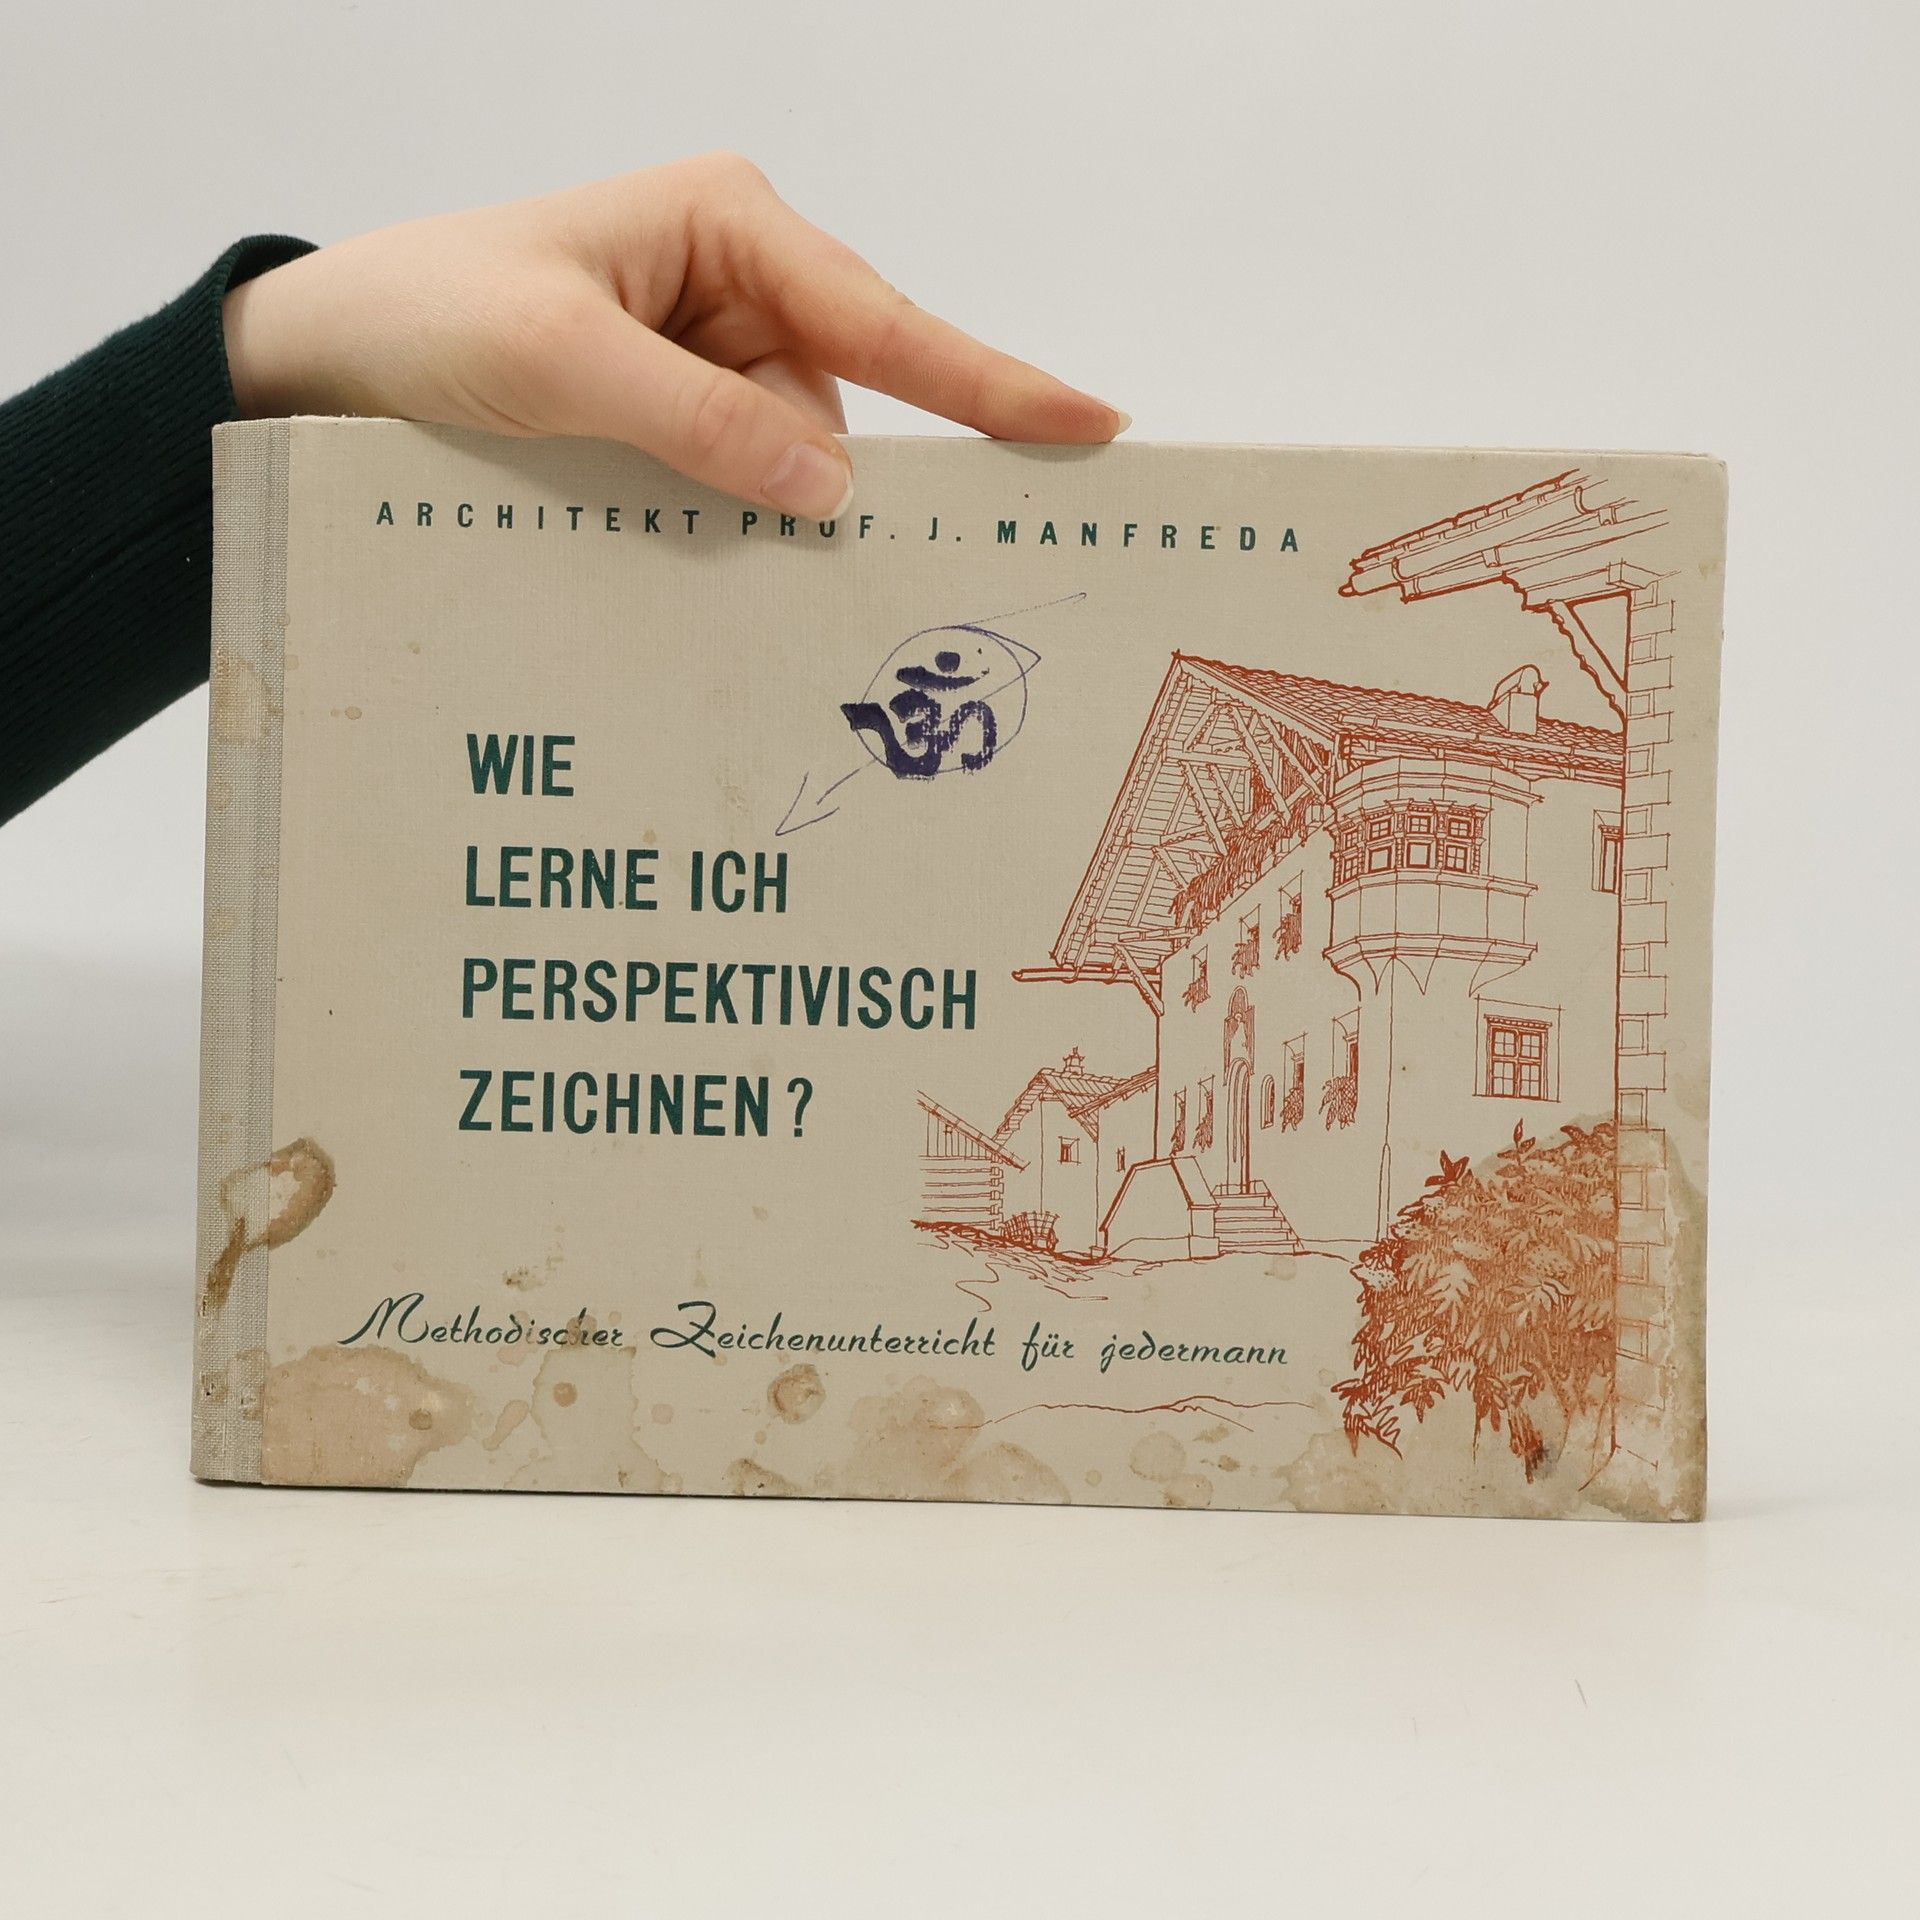 ARCHITEKT PROF. J. MANFREDA
ॐ
WIE
LERNE ICH
PERSPEKTIVISCH
ZEICHNEN?
Methodischer Zeichenunterricht für jedermann